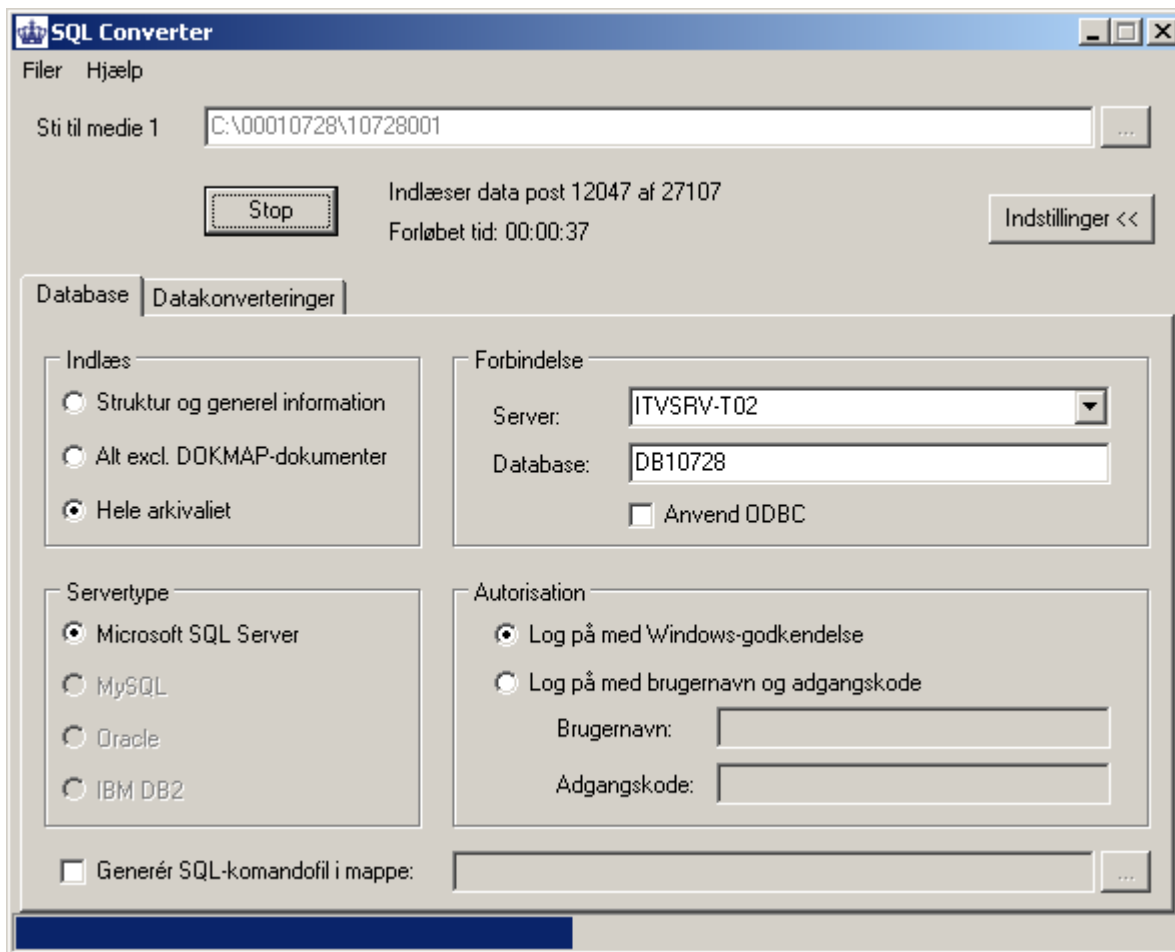 SQL Converter
Filer Hjælp
Sti til medie 1 C:\00010728\10728001 ...
Stop
Indlæser data post 12047 af 27107
Forløbet tid: 00:00:37
Indstillinger <<
Database Datakonverteringer
Indlæs
Struktur og generel information
Alt excl. DOKMAP-dokumenter
Hele arkivaliet
Forbindelse
Server: ITVSRV-T02
Database: DB10728
Anvend ODBC
Servertype
Microsoft SQL Server
MySQL
Oracle
IBM DB2
Autorisation
Log på med Windows-godkendelse
Log på med brugernavn og adgangskode
Brugernavn:
Adgangskode:
Generér SQL-komandofil i mappe: ...